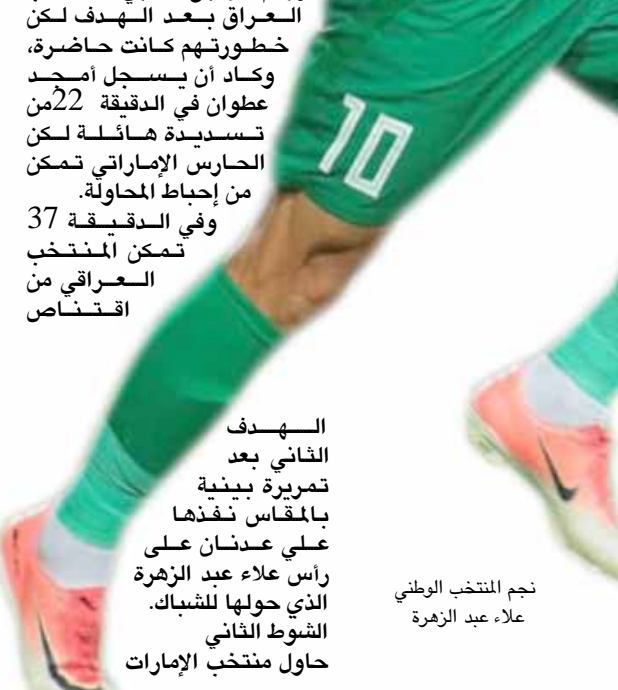 العراق بعد الهدف لكن
خطورتهم كانت حاضرة،
وكاد أن يسجل أمجد
عطوان في الدقيقة 22من
تسديدة هائلة لكن
الحارس الإماراتي تمكن
من إحباط المحاولة.
وفي الدقيقة 37
تمكن المنتخب
العراقي من
اقتناص
الهدف
الثاني بعد
تمريرة بينية
بالمقاس نفذها
علي عدنان على
رأس علاء عبد الزهرة
الذي حولها للشباك.
الشوط الثاني
حاول منتخب الإمارات
10
نجم المنتخب الوطني
علاء عبد الزهرة